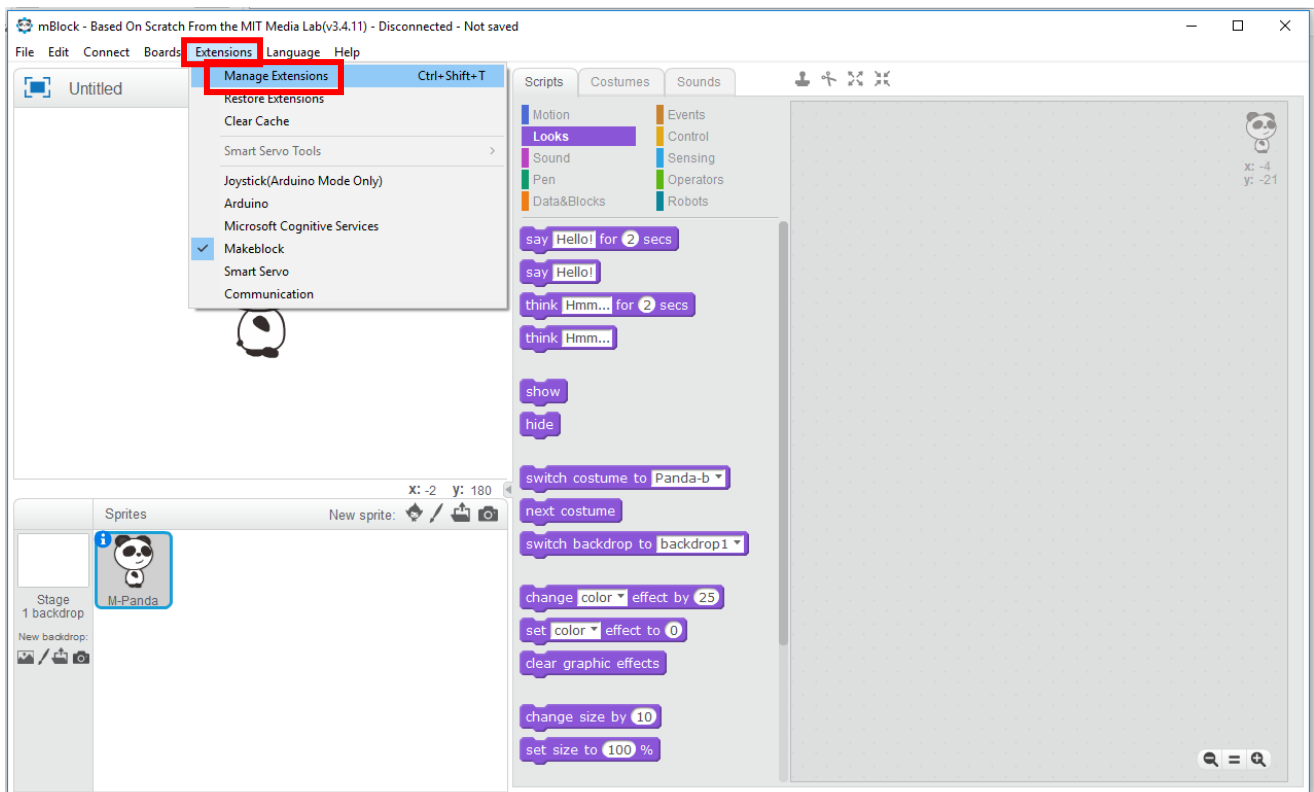 mBlock - Based On Scratch From the MIT Media Lab(v3.4.11) - Disconnected - Not saved
File Edit Connect Boards Extensions Language Help
Manage Extensions Ctrl+Shift+T
Restore Extensions
Clear Cache
Smart Servo Tools
Joystick(Arduino Mode Only)
Arduino
Microsoft Cognitive Services
Makeblock
Smart Servo
Communication
Untitled
X: -2 y: 180
Sprites New sprite:
M-Panda
Stage
1 backdrop
New backdrop:
Scripts Costumes Sounds
Motion Events
Looks Control
Sound Sensing
Pen Operators
Data&Blocks Robots
say Hello! for 2 secs
say Hello!
think Hmm... for 2 secs
think Hmm...
show
hide
switch costume to Panda-b
next costume
switch backdrop to backdrop1
change color effect by 25
set color effect to 0
clear graphic effects
change size by 10
set size to 100 %
x: -4
y: -21